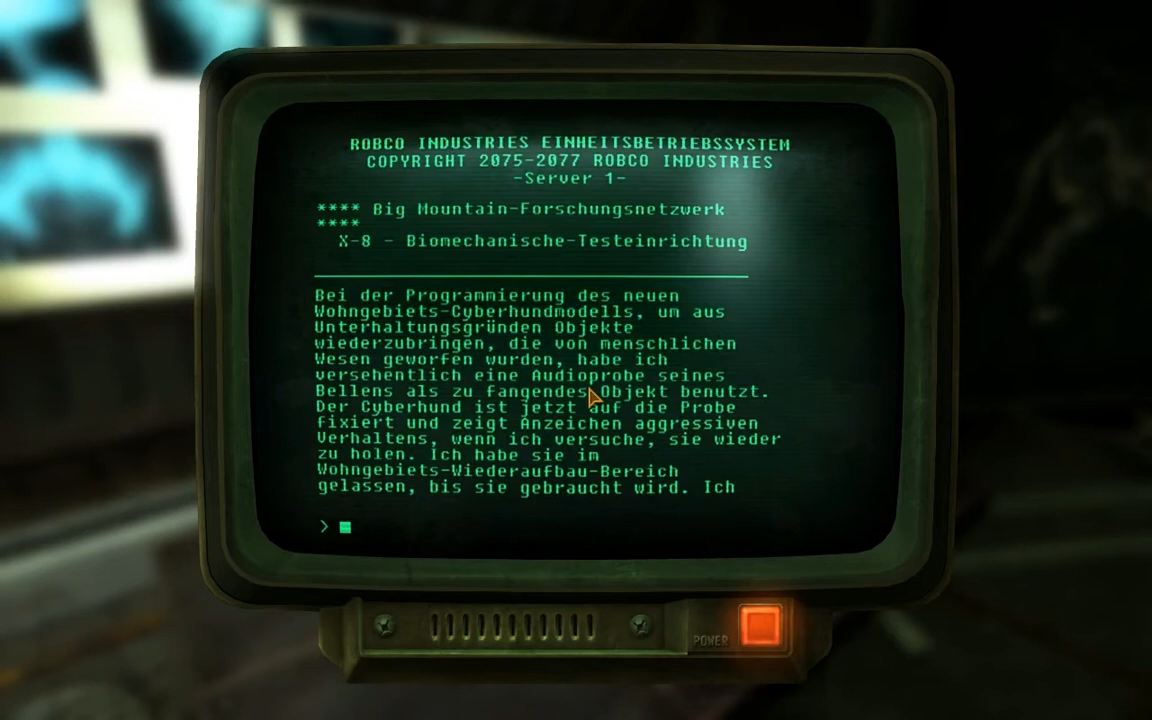 ROBCO INDUSTRIES EINHEITSBETRIEBSSYSTEM
COPYRIGHT 2075-2077 ROBCO INDUSTRIES
-Server 1-
**** Big Mountain-Forschungsnetzwerk
****
X-8 - Biomechanische-Testeinrichtung
Bei der Programmierung des neuen
Wohngebiets-Cyberhundmodells, um aus
Unterhaltungsgründen Objekte
wiederzubringen, die von menschlichen
Wesen geworfen wurden, habe ich
versehentlich eine Audioprobe seines
Bellens als zu fangendes Objekt benutzt.
Der Cyberhund ist jetzt auf die Probe
fixiert und zeigt Anzeichen aggressiven
Verhaltens, wenn ich versuche, sie wieder
zu holen. Ich habe sie im
Wohngebiets-Wiederaufbau-Bereich
gelassen, bis sie gebraucht wird. Ich
>
POWER